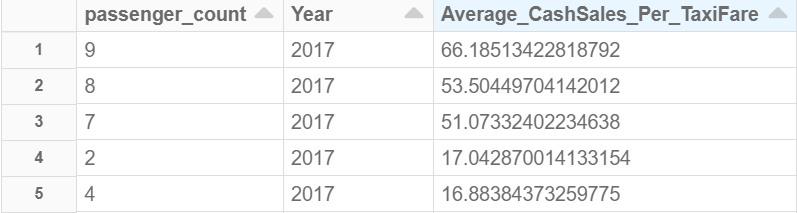 passenger_count Year Average_CashSales_Per_TaxiFare
1 9 2017 66.18513422818792
2 8 2017 53.50449704142012
3 7 2017 51.07332402234638
4 2 2017 17.042870014133154
5 4 2017 16.88384373259775